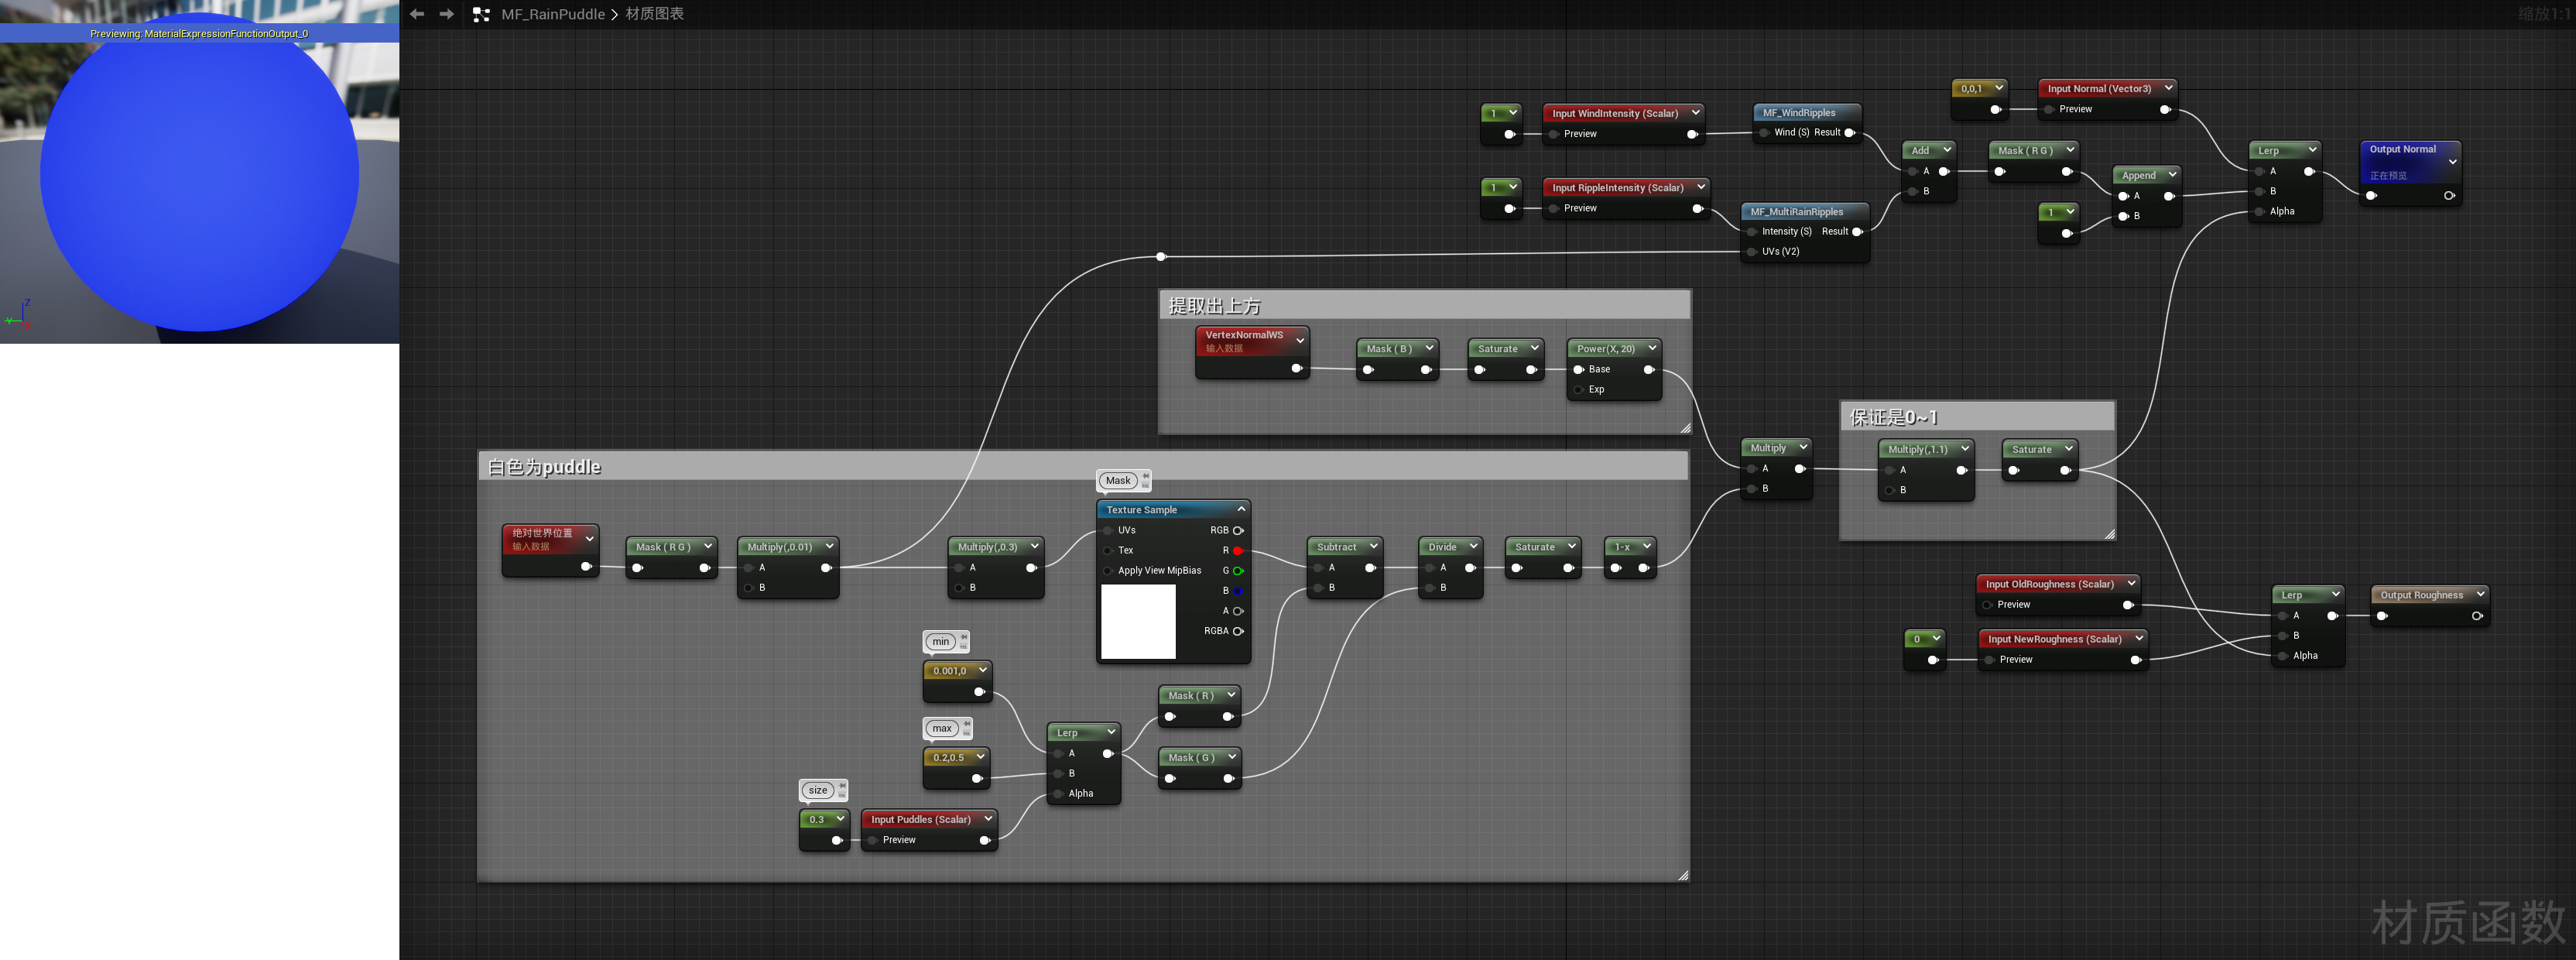 MF_RainPuddle > 材质图表
缩放1:1
Previewing: MaterialExpressionFunctionOutput_0
0,0,1
Input Normal (Vector3)
Preview
1
Input WindIntensity (Scalar)
Preview
MF_WindRipples
Wind (S) Result
1
Input RippleIntensity (Scalar)
Preview
MF_MultiRainRipples
Intensity (S) Result
UVs (V2)
Add
A
B
Mask ( R G )
1
Append
A
B
Lerp
A
B
Alpha
Output Normal
正在预览
提取出上方
VertexNormalWS
输入数据
Mask ( B )
Saturate
Power(X, 20)
Base
Exp
Multiply
A
B
保证是0~1
Multiply(,1.1)
A
B
Saturate
白色为puddle
绝对世界位置
输入数据
Mask ( R G )
Multiply(,0.01)
A
B
Multiply(,0.3)
A
B
Mask
Texture Sample
UVs RGB
Tex R
Apply View MipBias G
B
A
RGBA
Subtract
A
B
Divide
A
B
Saturate
1-x
min
0.001,0
max
0.2,0.5
size
0.3
Input Puddles (Scalar)
Preview
Lerp
A
B
Alpha
Mask ( R )
Mask ( G )
Input OldRoughness (Scalar)
Preview
0
Input NewRoughness (Scalar)
Preview
Lerp
A
B
Alpha
Output Roughness
Z
Y
材质函数